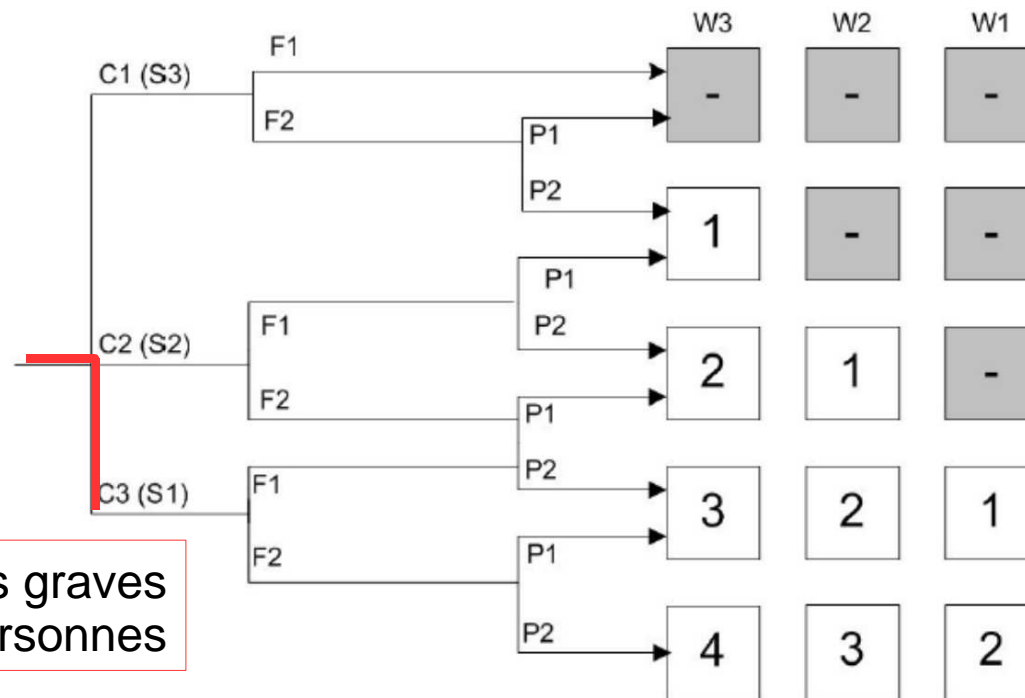 W3 W2 W1
F1
C1 (S3)
- - -
F2
P1
P2
1 - -
P1
F1
P2
C2 (S2)
2 1 -
F2
P1
P2
F1
C3 (S1)
3 2 1
F2
P1
s graves
rsonnes
P2
4 3 2